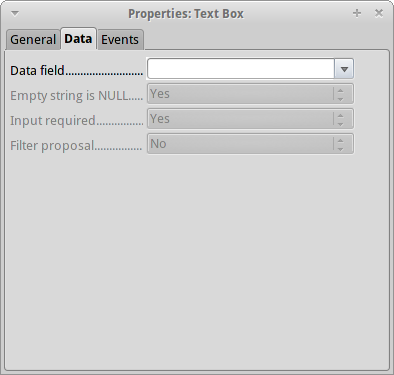 Properties: Text Box
General Data Events
Data field..........................
Empty string is NULL..... Yes
Input required................ Yes
Filter proposal................ No